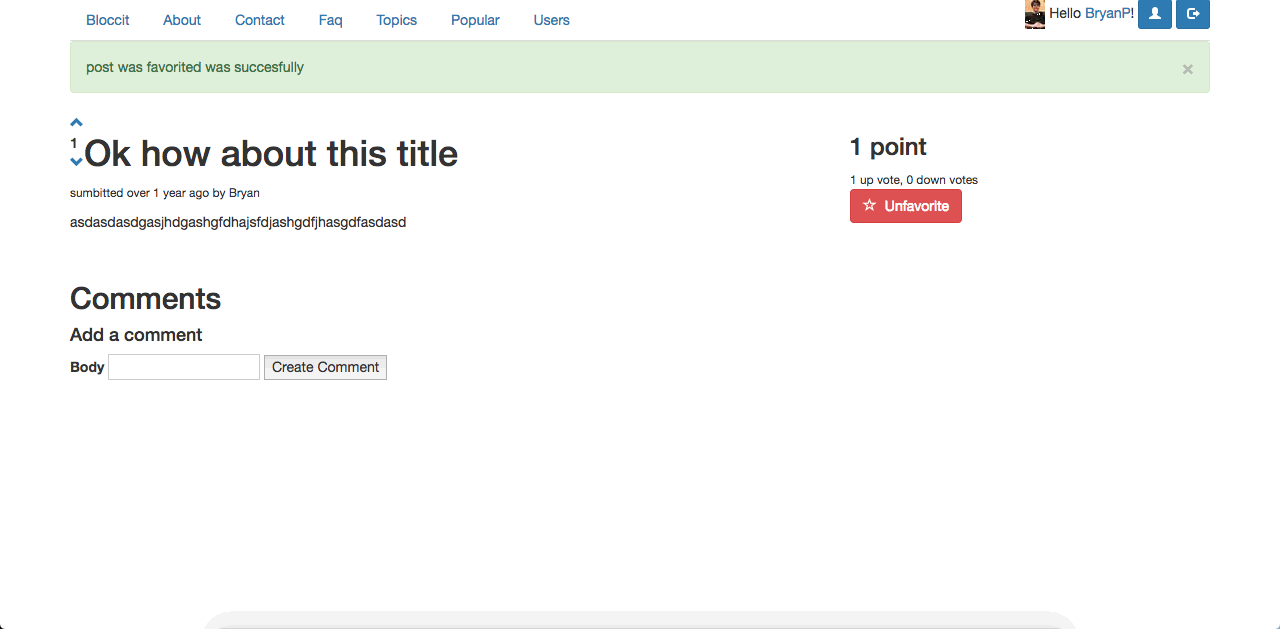 Bloccit About Contact Faq Topics Popular Users Hello BryanP!
post was favorited was succesfully ×
1
Ok how about this title
sumbitted over 1 year ago by Bryan
asdasdasdgasjhdgashgfdhajsfdjashgdfjhasgdfasdasd
1 point
1 up vote, 0 down votes
Unfavorite
Comments
Add a comment
Body Create Comment